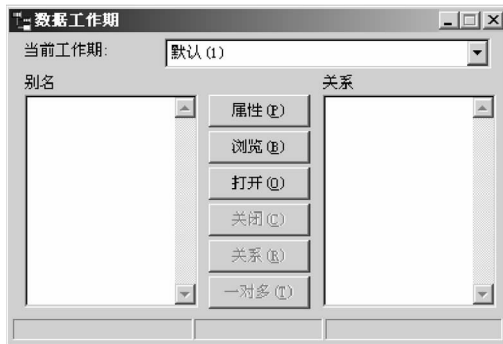 数据工作期
当前工作期: 默认(1)
别名 关系
属性(P)
浏览(B)
打开(O)
关闭(C)
关系(R)
一对多(T)